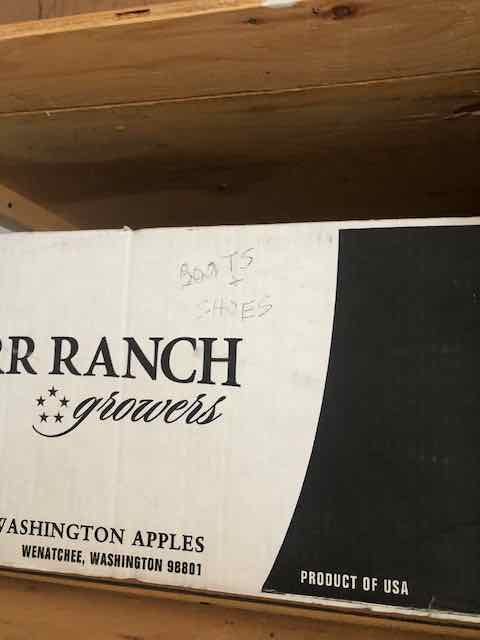 BOOTS
+
SHOES
RR RANCH
growers
WASHINGTON APPLES
WENATCHEE, WASHINGTON 98801
PRODUCT OF USA